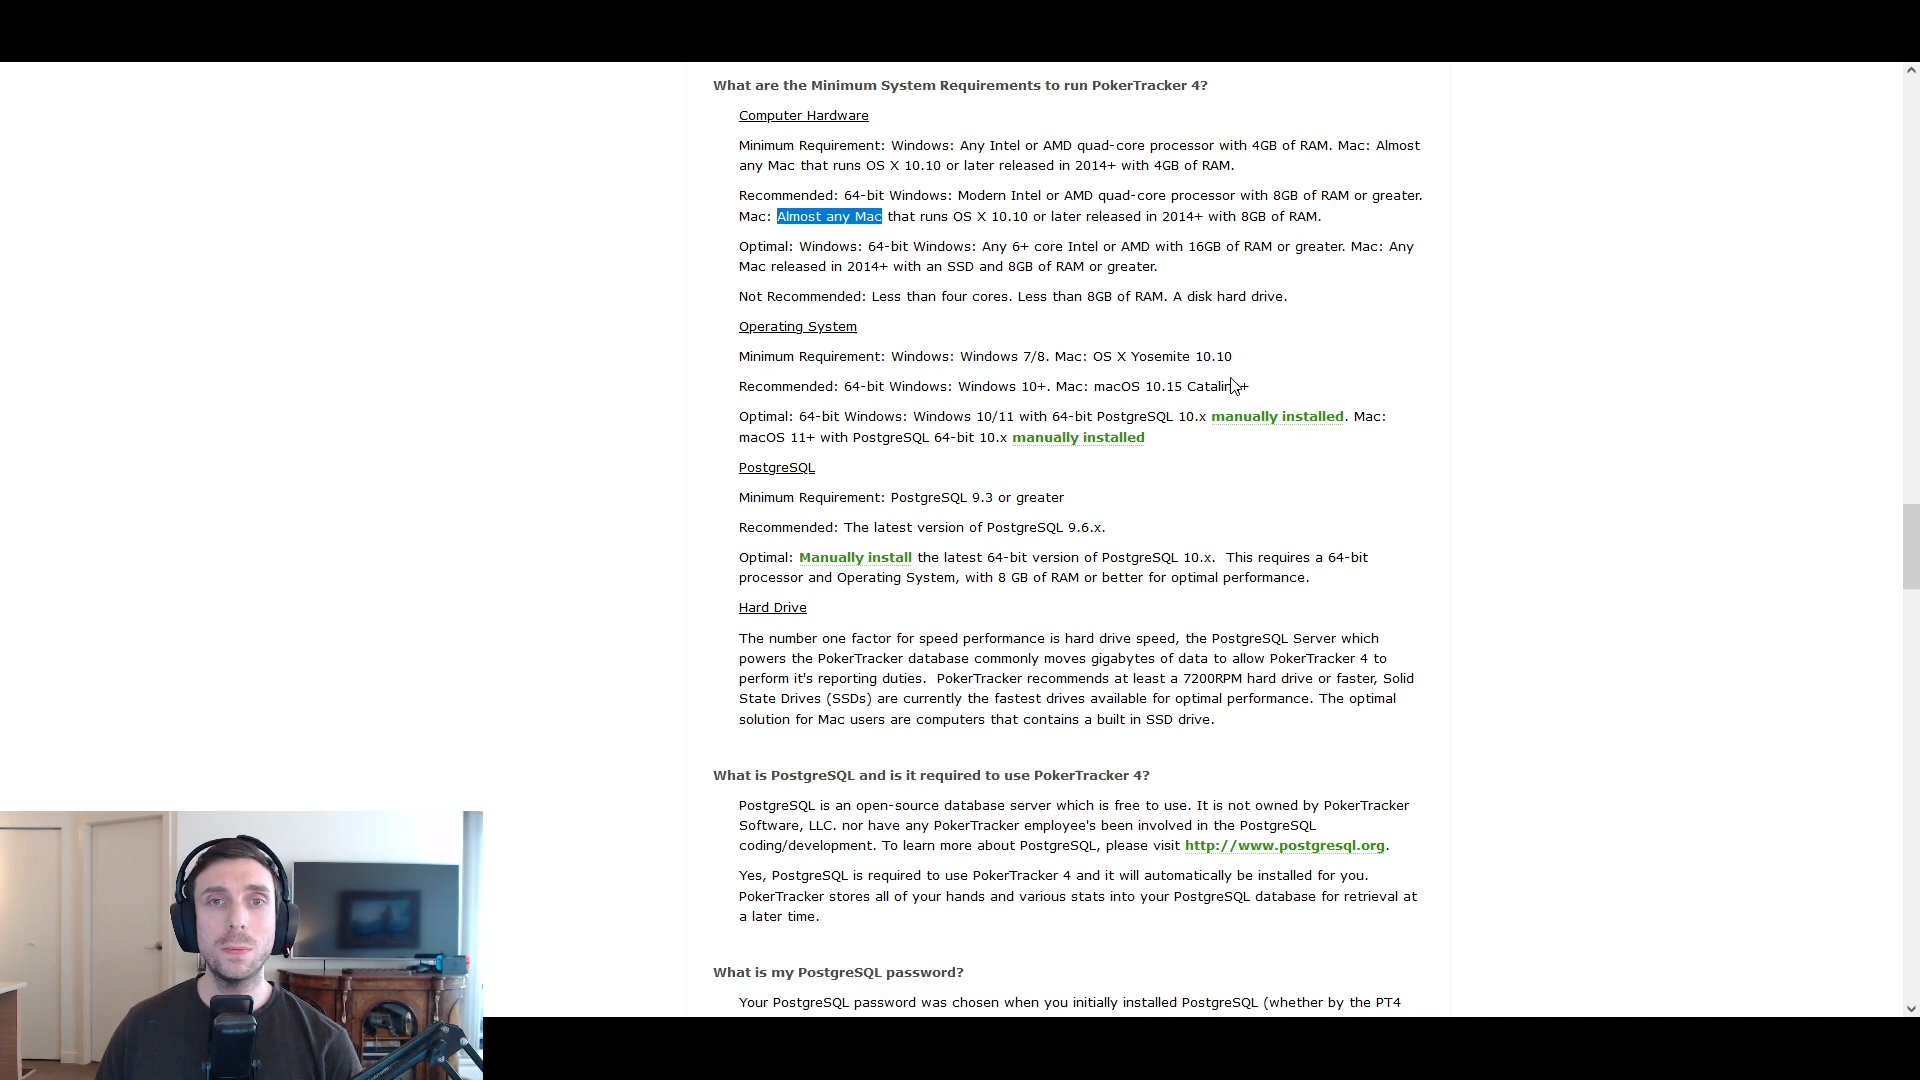 What are the Minimum System Requirements to run PokerTracker 4?
Computer Hardware
Minimum Requirement: Windows: Any Intel or AMD quad-core processor with 4GB of RAM. Mac: Almost
any Mac that runs OS X 10.10 or later released in 2014+ with 4GB of RAM.
Recommended: 64-bit Windows: Modern Intel or AMD quad-core processor with 8GB of RAM or greater.
Mac: Almost any Mac that runs OS X 10.10 or later released in 2014+ with 8GB of RAM.
Optimal: Windows: 64-bit Windows: Any 6+ core Intel or AMD with 16GB of RAM or greater. Mac: Any
Mac released in 2014+ with an SSD and 8GB of RAM or greater.
Not Recommended: Less than four cores. Less than 8GB of RAM. A disk hard drive.
Operating System
Minimum Requirement: Windows: Windows 7/8. Mac: OS X Yosemite 10.10
Recommended: 64-bit Windows: Windows 10+. Mac: macOS 10.15 Catalina+
Optimal: 64-bit Windows: Windows 10/11 with 64-bit PostgreSQL 10.x manually installed. Mac:
macOS 11+ with PostgreSQL 64-bit 10.x manually installed
PostgreSQL
Minimum Requirement: PostgreSQL 9.3 or greater
Recommended: The latest version of PostgreSQL 9.6.x.
Optimal: Manually install the latest 64-bit version of PostgreSQL 10.x.  This requires a 64-bit
processor and Operating System, with 8 GB of RAM or better for optimal performance.
Hard Drive
The number one factor for speed performance is hard drive speed, the PostgreSQL Server which
powers the PokerTracker database commonly moves gigabytes of data to allow PokerTracker 4 to
perform it's reporting duties.  PokerTracker recommends at least a 7200RPM hard drive or faster, Solid
State Drives (SSDs) are currently the fastest drives available for optimal performance. The optimal
solution for Mac users are computers that contains a built in SSD drive.
What is PostgreSQL and is it required to use PokerTracker 4?
PostgreSQL is an open-source database server which is free to use. It is not owned by PokerTracker
Software, LLC. nor have any PokerTracker employee's been involved in the PostgreSQL
coding/development. To learn more about PostgreSQL, please visit http://www.postgresql.org.
Yes, PostgreSQL is required to use PokerTracker 4 and it will automatically be installed for you.
PokerTracker stores all of your hands and various stats into your PostgreSQL database for retrieval at
a later time.
What is my PostgreSQL password?
Your PostgreSQL password was chosen when you initially installed PostgreSQL (whether by the PT4